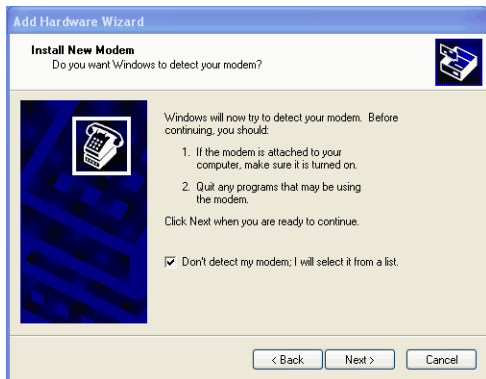 Add Hardware Wizard
Install New Modem
Do you want Windows to detect your modem?
Windows will now try to detect your modem. Before
continuing, you should:
1. If the modem is attached to your
computer, make sure it is turned on.
2. Quit any programs that may be using
the modem.
Click Next when you are ready to continue.
Don't detect my modem; I will select it from a list.
< Back
Next >
Cancel